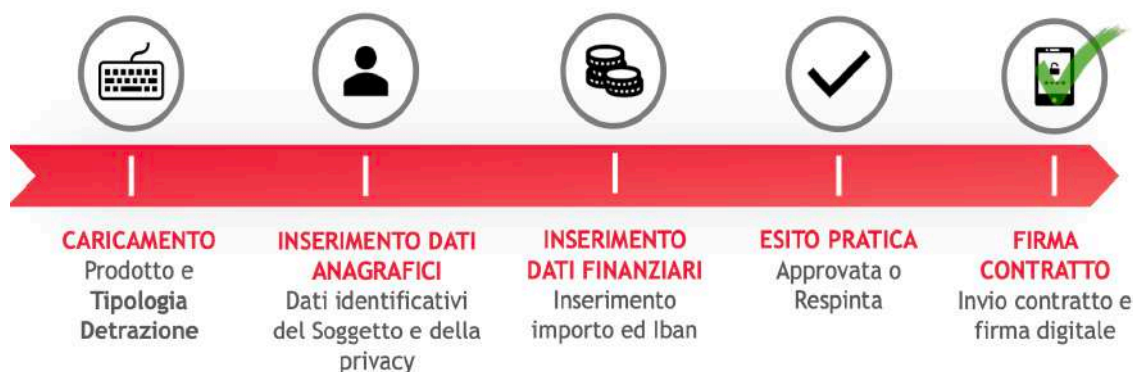 CARICAMENTO
Prodotto e
Tipologia
Detrazione
INSERIMENTO DATI
ANAGRAFICI
Dati identificativi
del Soggetto e della
privacy
INSERIMENTO
DATI FINANZIARI
Inserimento
importo ed Iban
ESITO PRATICA
Approvata o
Respinta
FIRMA
CONTRATTO
Invio contratto e
firma digitale